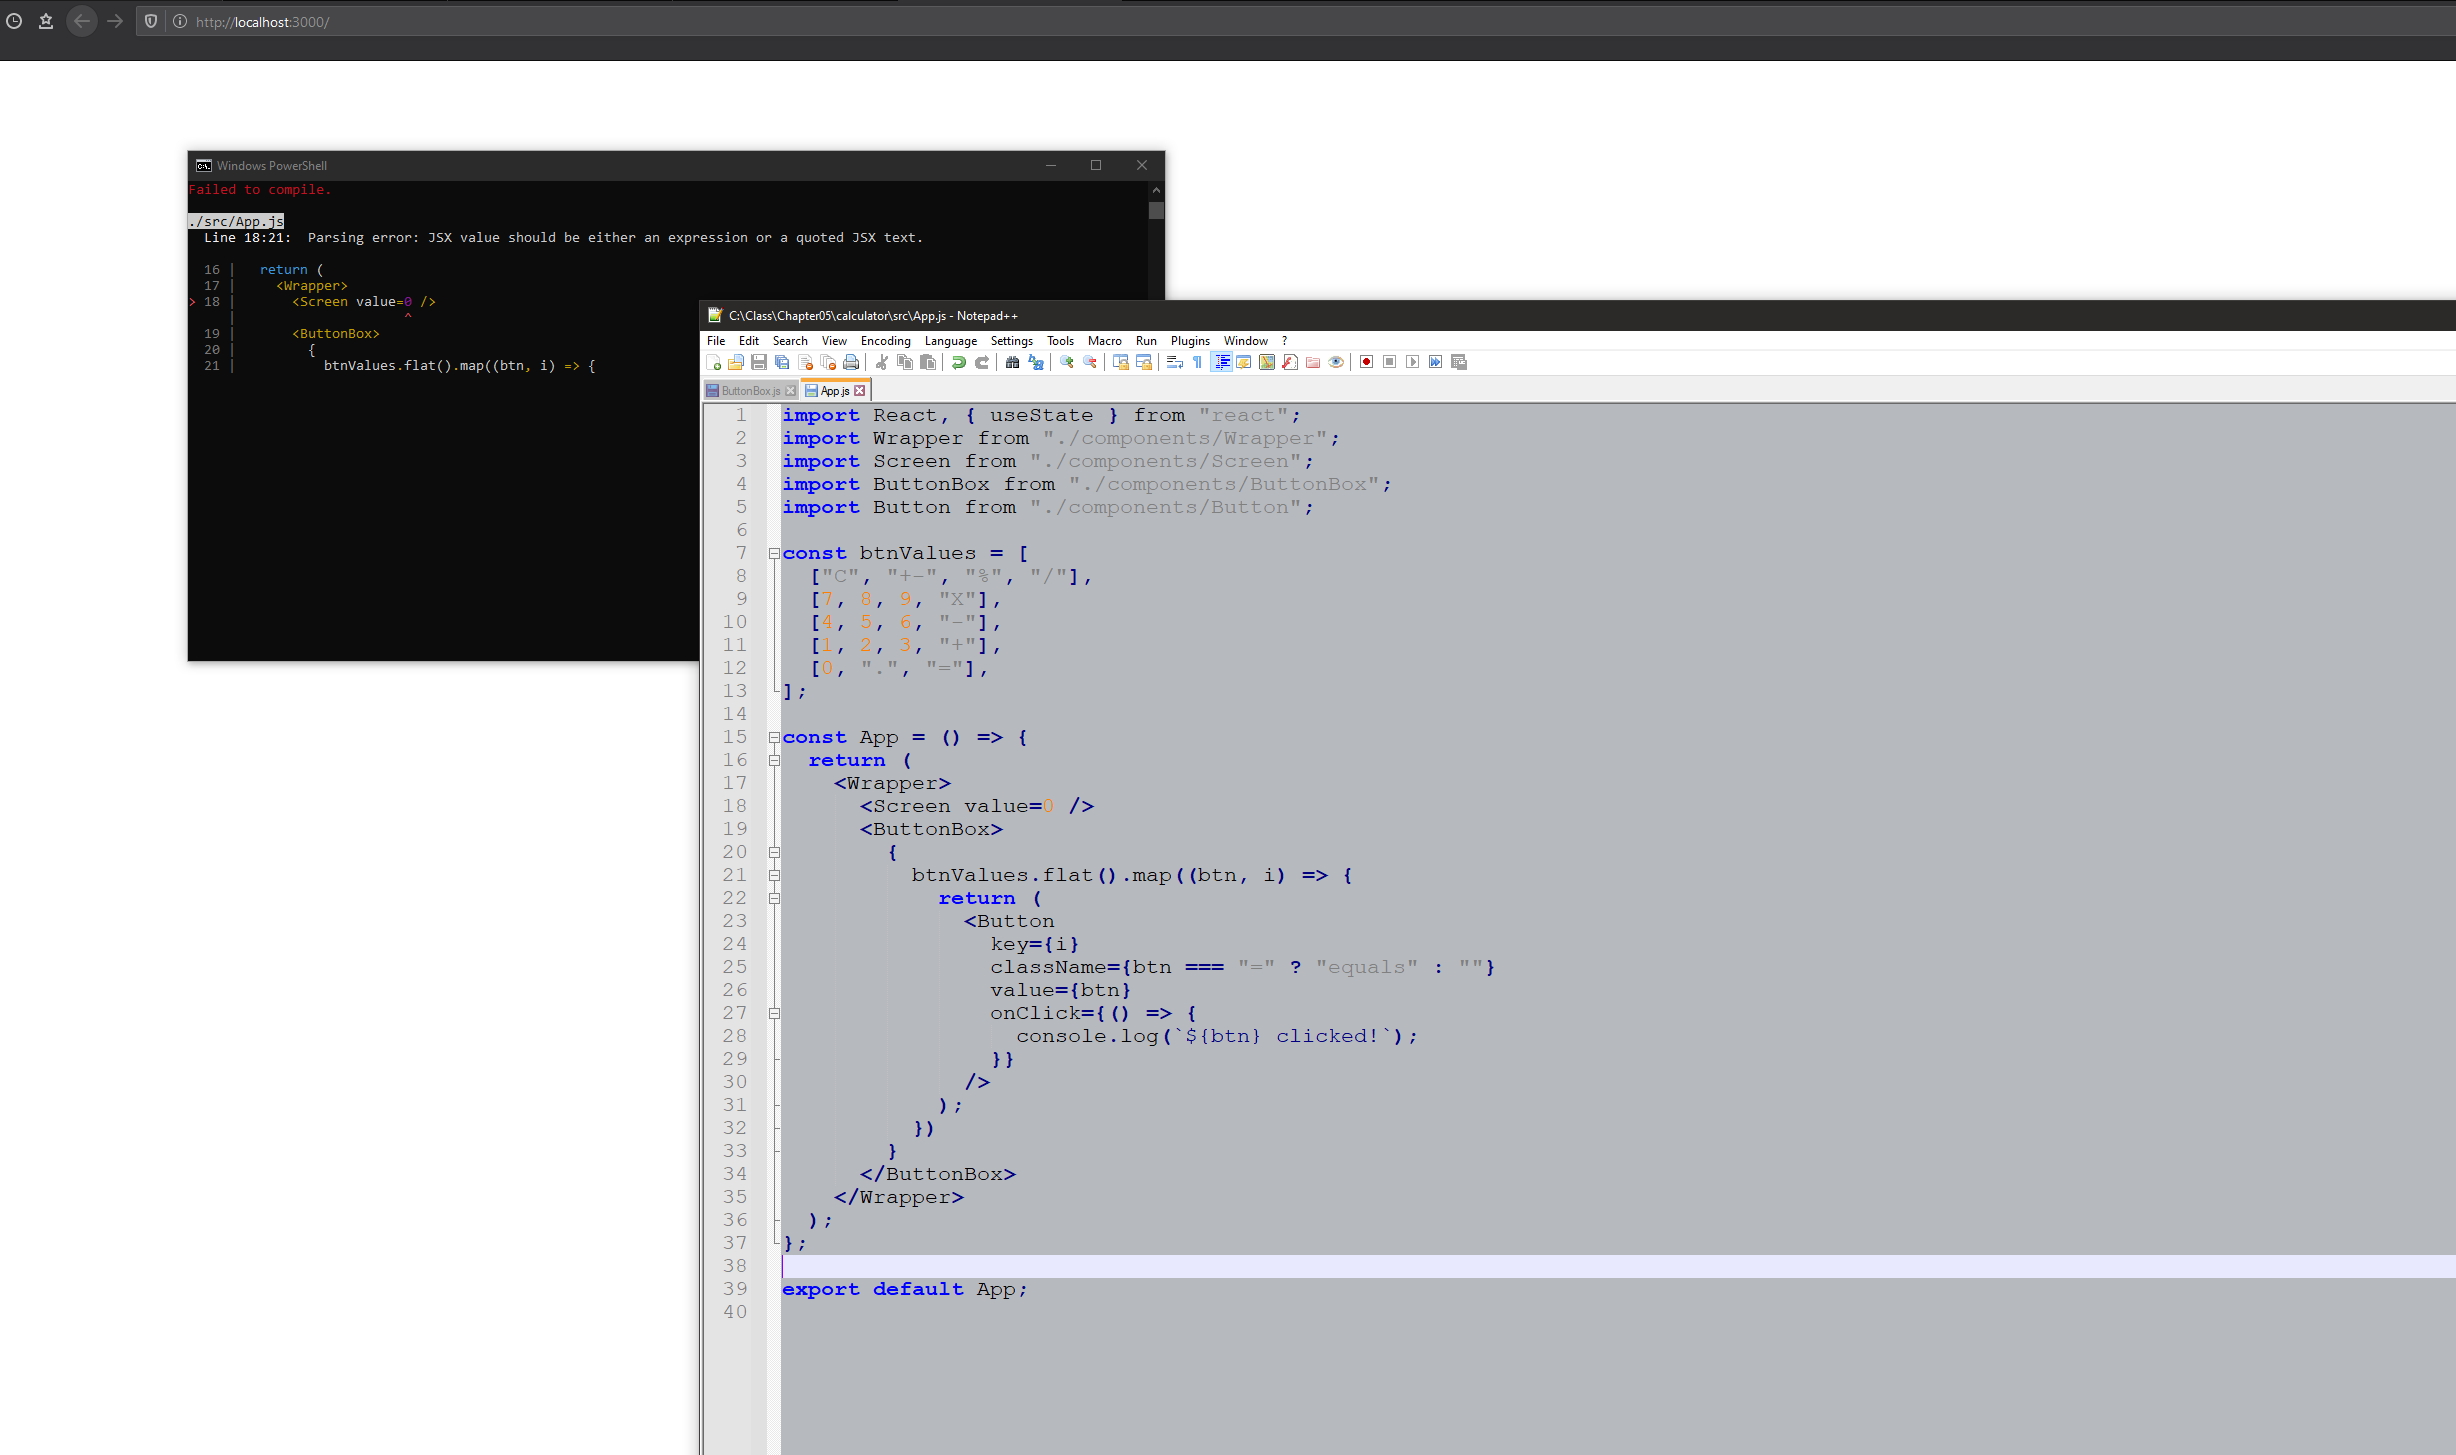 http://localhost:3000/
Windows PowerShell
Failed to compile.
./src/App.js
Line 18:21:  Parsing error: JSX value should be either an expression or a quoted JSX text.
16 |   return (
17 |     <Wrapper>
> 18 |       <Screen value=0 />
|                     ^
19 |       <ButtonBox>
20 |         {
21 |           btnValues.flat().map((btn, i) => {
C:\Class\Chapter05\calculator\src\App.js - Notepad++
File Edit Search View Encoding Language Settings Tools Macro Run Plugins Window ?
ButtonBox.js App.js
1 import React, { useState } from "react";
2 import Wrapper from "./components/Wrapper";
3 import Screen from "./components/Screen";
4 import ButtonBox from "./components/ButtonBox";
5 import Button from "./components/Button";
6
7 const btnValues = [
8   ["C", "+-", "%", "/"],
9   [7, 8, 9, "X"],
10   [4, 5, 6, "-"],
11   [1, 2, 3, "+"],
12   [0, ".", "="],
13 ];
14
15 const App = () => {
16   return (
17     <Wrapper>
18       <Screen value=0 />
19       <ButtonBox>
20         {
21           btnValues.flat().map((btn, i) => {
22             return (
23               <Button
24                 key={i}
25                 className={btn === "=" ? "equals" : ""}
26                 value={btn}
27                 onClick={() => {
28                   console.log(`${btn} clicked!`);
29                 }}
30               />
31             );
32           })
33         }
34       </ButtonBox>
35     </Wrapper>
36   );
37 };
38
39 export default App;
40